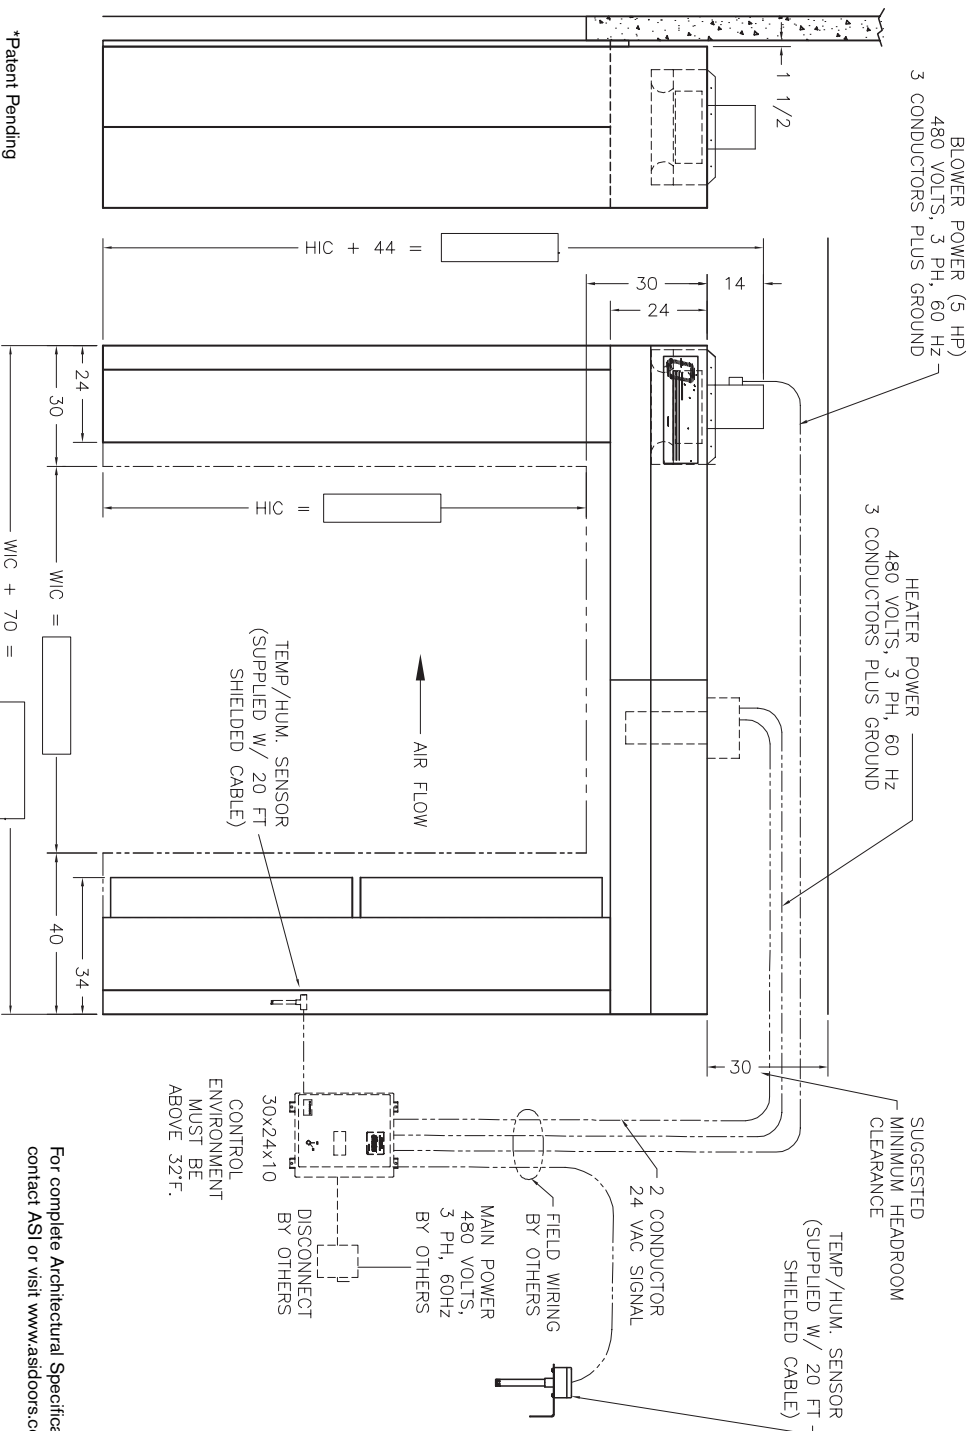 BLOWER POWER (5 HP)
480 VOLTS, 3 PH, 60 Hz
3 CONDUCTORS PLUS GROUND
HEATER POWER
480 VOLTS, 3 PH, 60 Hz
3 CONDUCTORS PLUS GROUND
SUGGESTED
MINIMUM HEADROOM
CLEARANCE
TEMP/HUM. SENSOR
(SUPPLIED W/ 20 FT
SHIELDED CABLE)
1 1/2
HIC + 44 =
14
30
24
30
2 CONDUCTOR
24 VAC SIGNAL
FIELD WIRING
BY OTHERS
MAIN POWER
480 VOLTS,
3 PH, 60Hz
BY OTHERS
DISCONNECT
BY OTHERS
AIR FLOW
HIC =
TEMP/HUM. SENSOR
(SUPPLIED W/ 20 FT
SHIELDED CABLE)
30x24x10
CONTROL
ENVIRONMENT
MUST BE
ABOVE 32°F.
24
34
30
WIC =
40
WIC + 70 =
*Patent Pending
For complete Architectural
contact ASI or visit